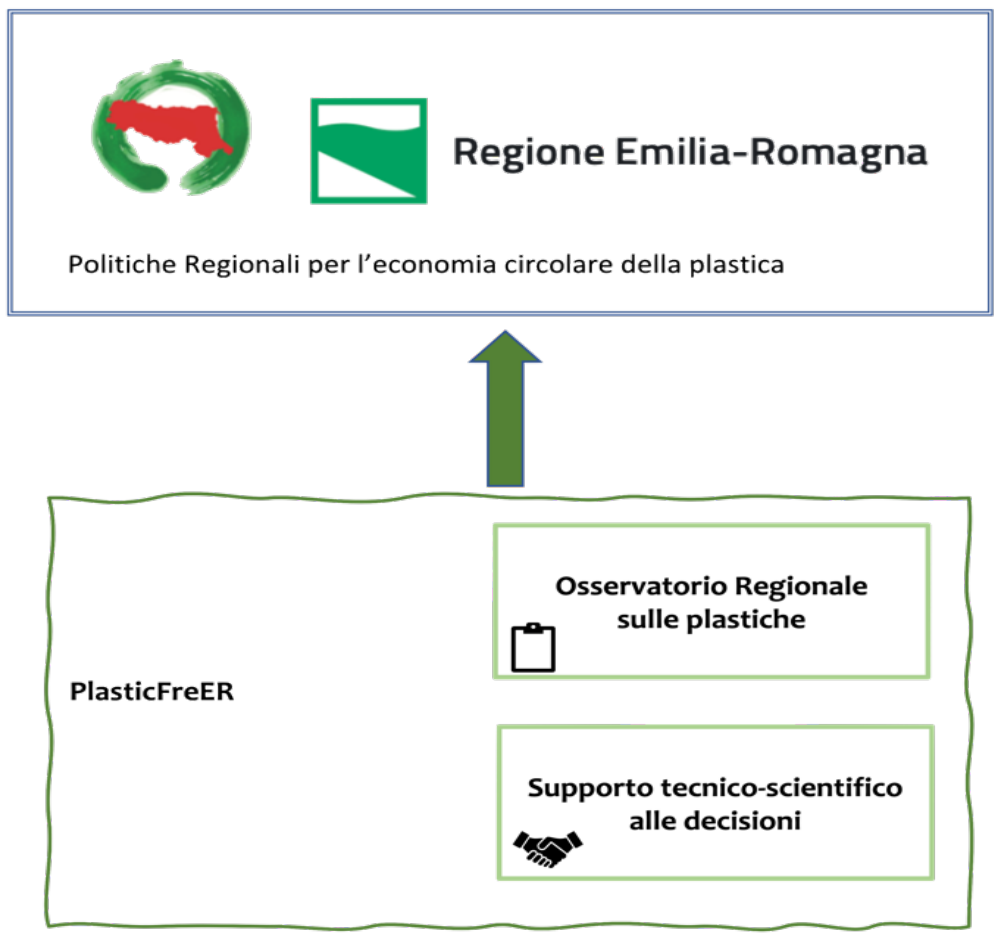 Regione Emilia-Romagna
Politiche Regionali per l’economia circolare della plastica
Osservatorio Regionale
sulle plastiche
PlasticFreER
Supporto tecnico-scientifico
alle decisioni